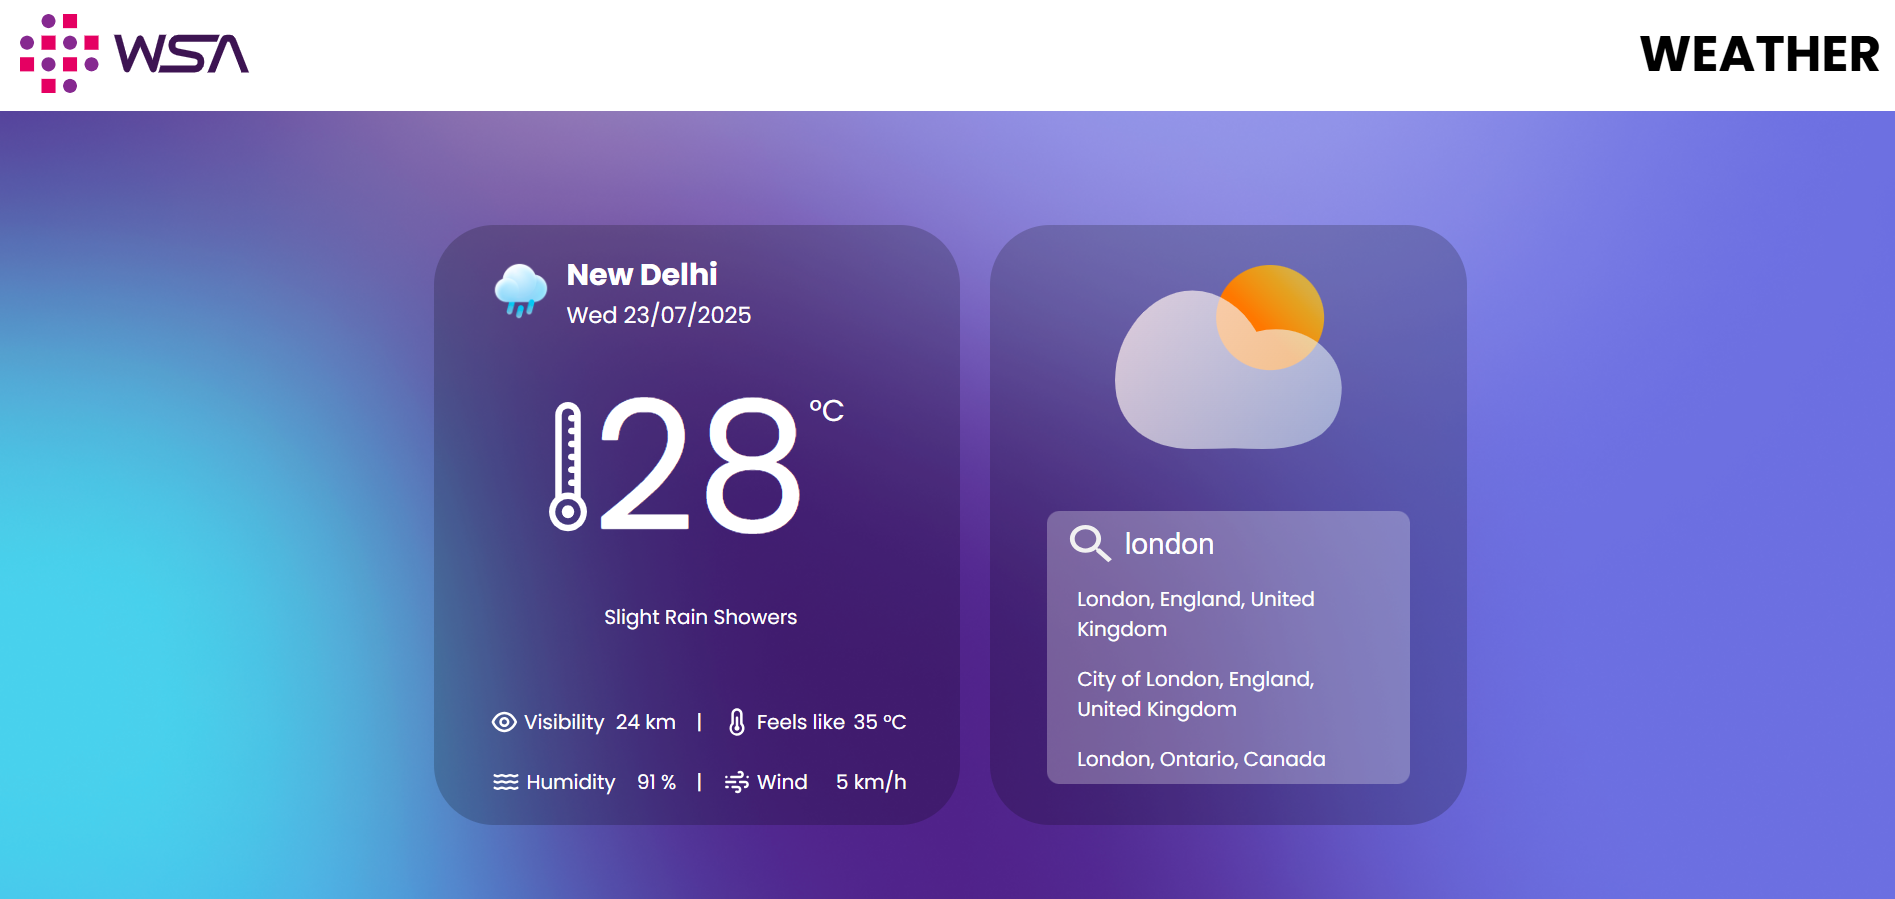 WSA
WEATHER
New Delhi
Wed 23/07/2025
28 °C
Slight Rain Showers
Visibility 24 km | Feels like 35 °C
Humidity 91 % | Wind 5 km/h
london
London, England, United
Kingdom
City of London, England,
United Kingdom
London, Ontario, Canada